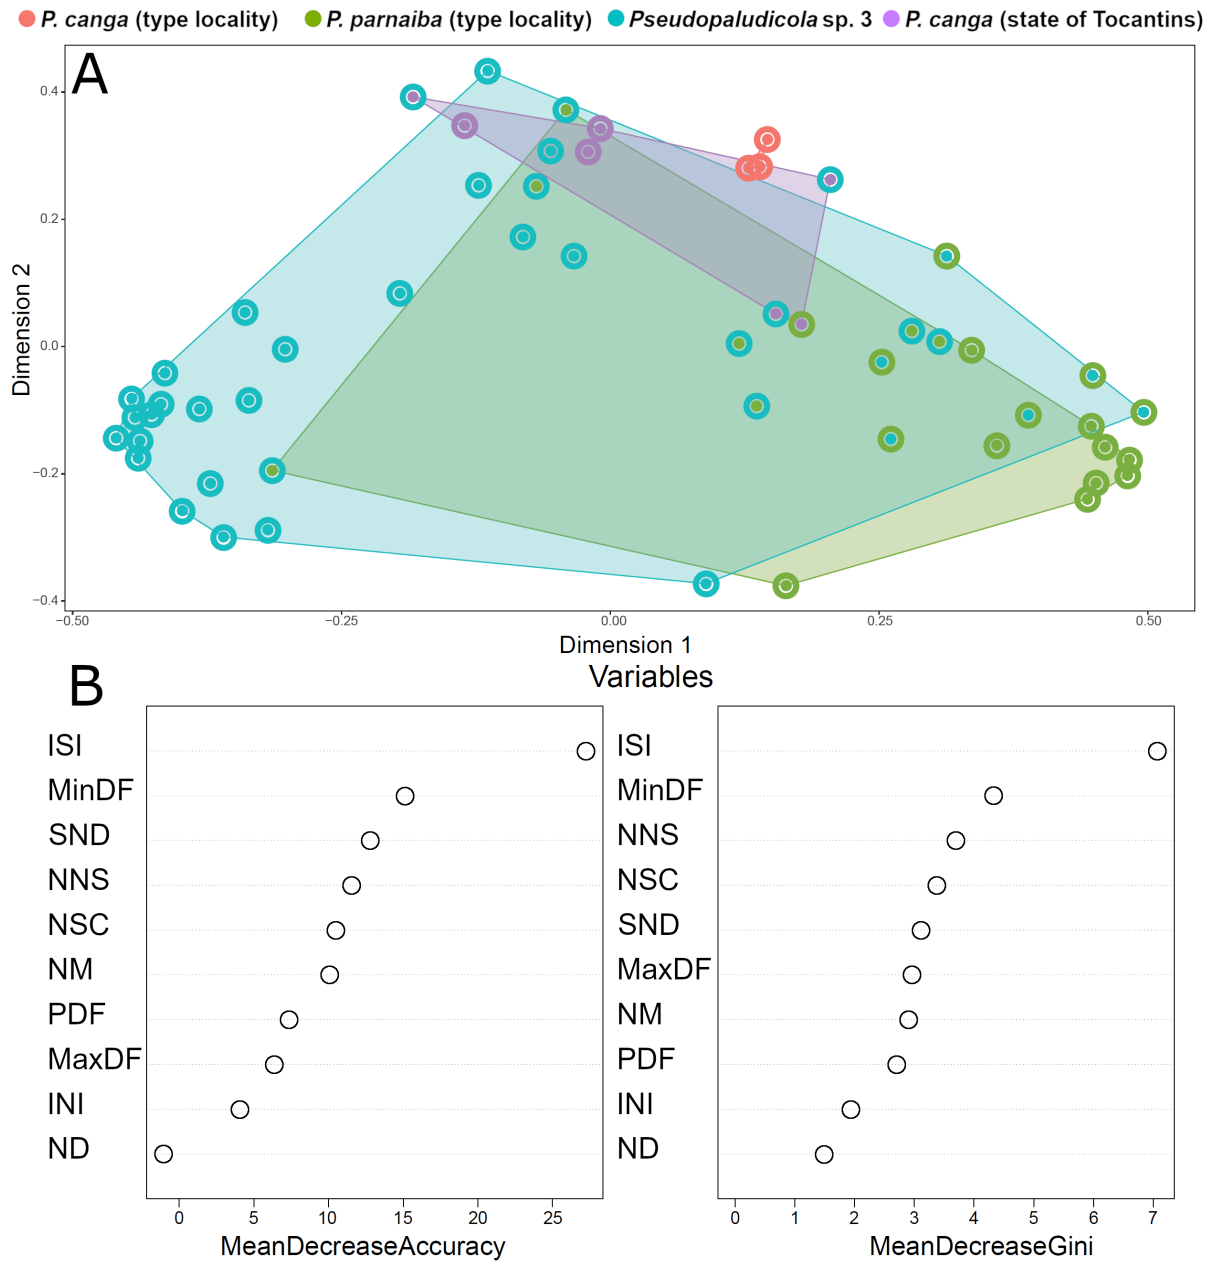 P. canga (type locality) P. parnaiba (type locality) Pseudopaludicola sp. 3 P. canga (state of Tocantins)
A
Dimension 2
0.4
0.2
0.0
−0.2
−0.4
−0.50 −0.25 0.00 0.25 0.50
Dimension 1
B
Variables
ISI
MinDF
SND
NNS
NSC
NM
PDF
MaxDF
INI
ND
0 5 10 15 20 25
MeanDecreaseAccuracy
ISI
MinDF
NNS
NSC
SND
MaxDF
NM
PDF
INI
ND
0 1 2 3 4 5 6 7
MeanDecreaseGini